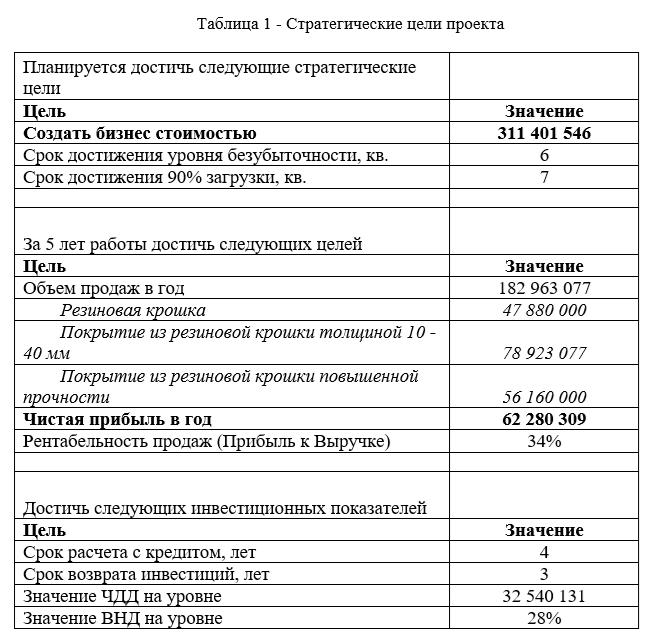 Таблица 1 - Стратегические цели проекта
Планируется достичь следующие стратегические
цели
Цель Значение
Создать бизнес стоимостью 311 401 546
Срок достижения уровня безубыточности, кв. 6
Срок достижения 90% загрузки, кв. 7
За 5 лет работы достичь следующих целей
Цель Значение
Объем продаж в год 182 963 077
Резиновая крошка 47 880 000
Покрытие из резиновой крошки толщиной 10 -
40 мм 78 923 077
Покрытие из резиновой крошки повышенной
прочности 56 160 000
Чистая прибыль в год 62 280 309
Рентабельность продаж (Прибыль к Выручке) 34%
Достичь следующих инвестиционных показателей
Цель Значение
Срок расчета с кредитом, лет 4
Срок возврата инвестиций, лет 3
Значение ЧДД на уровне 32 540 131
Значение ВНД на уровне 28%